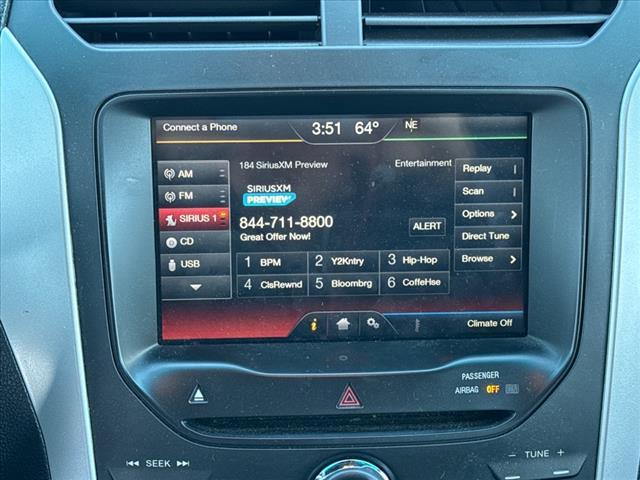 Connect a Phone 3:51 64° NE
184 SiriusXM Preview Entertainment
AM
FM
SIRIUS 1
CD
USB
SIRIUSXM
PREVIEW
844-711-8800
Great Offer Now!
ALERT
Replay
Scan
Options
Direct Tune
Browse
1 BPM 2 Y2Kntry 3 Hip-Hop
4 ClsRewnd 5 Bloombrg 6 CoffeHse
i
Climate Off
PASSENGER
AIRBAG OFF
SEEK
− TUNE +